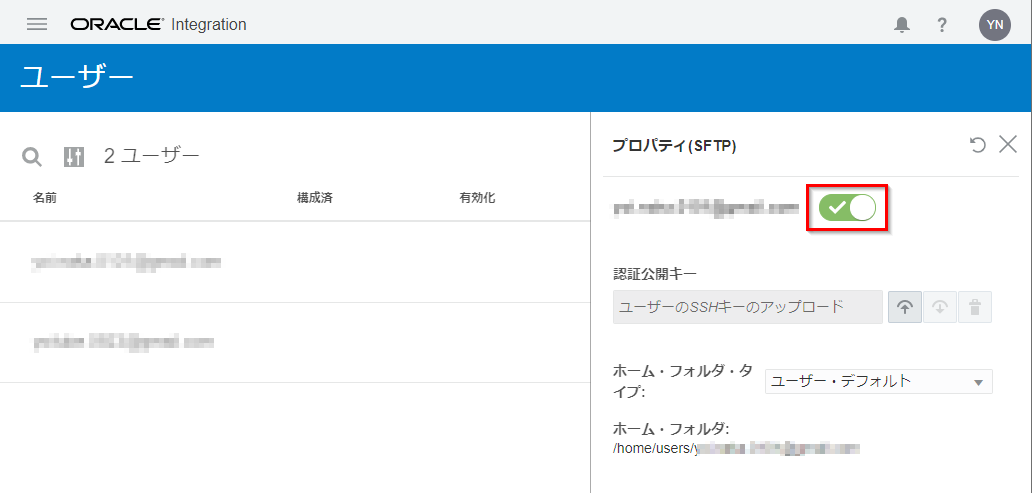 ORACLE Integration
?
YN
ユーザー
2 ユーザー
名前 構成済 有効化
プロパティ(SFTP)
認証公開キー
ユーザーのSSHキーのアップロード
ホーム・フォルダ・タ
イプ:
ユーザー・デフォルト
ホーム・フォルダ:
/home/users/